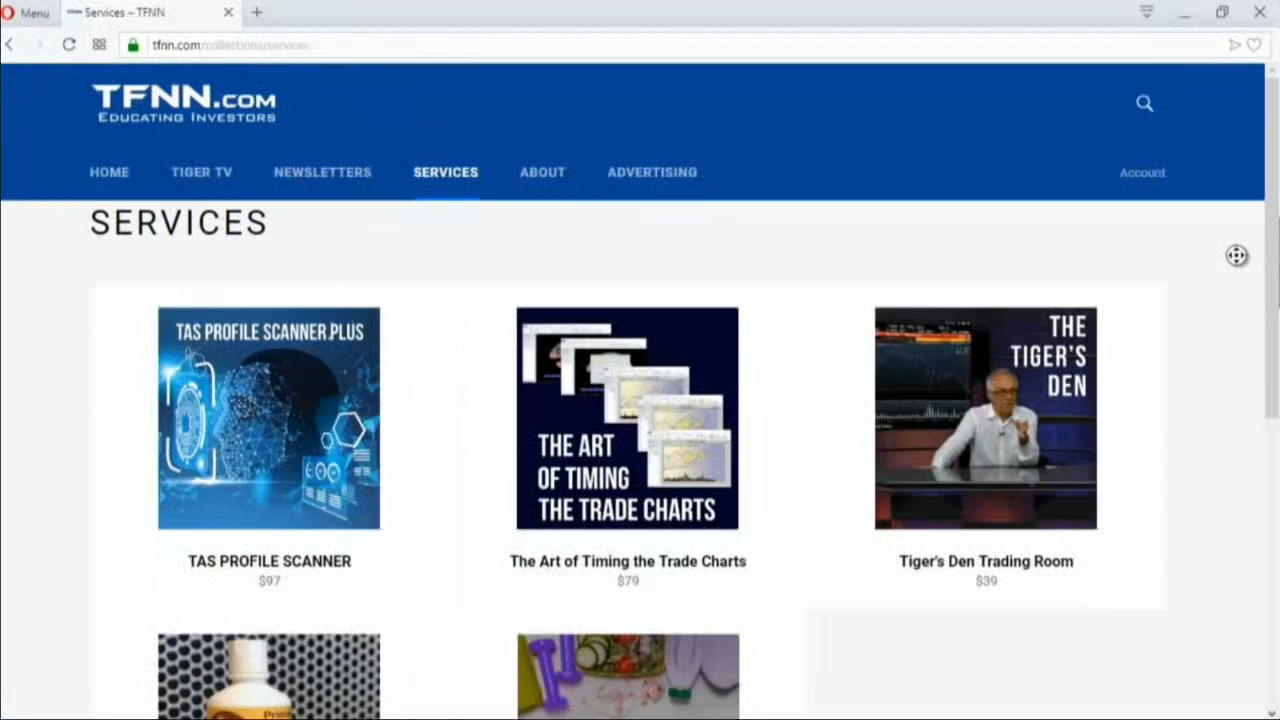 Menu
Services – TFNN
tfnn.com/collections/services
TFNN.COM
EDUCATING INVESTORS
HOME
TIGER TV
NEWSLETTERS
SERVICES
ABOUT
ADVERTISING
Account
SERVICES
TAS PROFILE SCANNER PLUS
THE ART
OF TIMING
THE TRADE CHARTS
THE
TIGER'S
DEN
TAS PROFILE SCANNER
$97
The Art of Timing the Trade Charts
$79
Tiger's Den Trading Room
$39